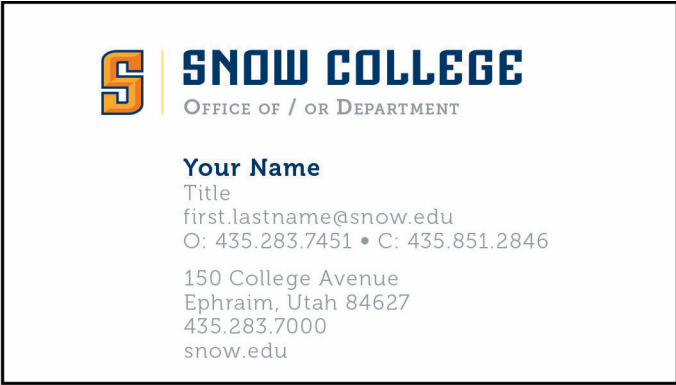 S
SNOW COLLEGE
OFFICE OF / OR DEPARTMENT
Your Name
Title
first.lastname@snow.edu
O: 435.283.7451 • C: 435.851.2846
150 College Avenue
Ephraim, Utah 84627
435.283.7000
snow.edu